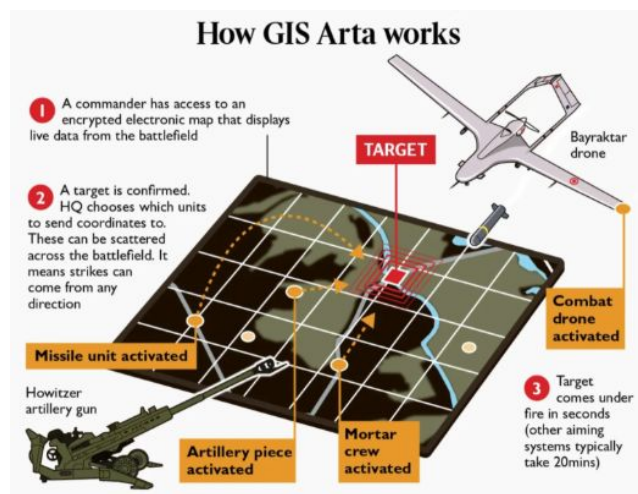 How GIS Arta works
1
A commander has access to an
encrypted electronic map that displays
live data from the battlefield
TARGET
Bayraktar
drone
2
A target is confirmed.
HQ chooses which units
to send coordinates to.
These can be scattered
across the battlefield. It
means strikes can
come from any
direction
Combat
drone
activated
Missile unit activated
Howitzer
artillery gun
Artillery piece
activated
Mortar
crew
activated
3
Target
comes under
fire in seconds
(other aiming
systems typically
take 20mins)